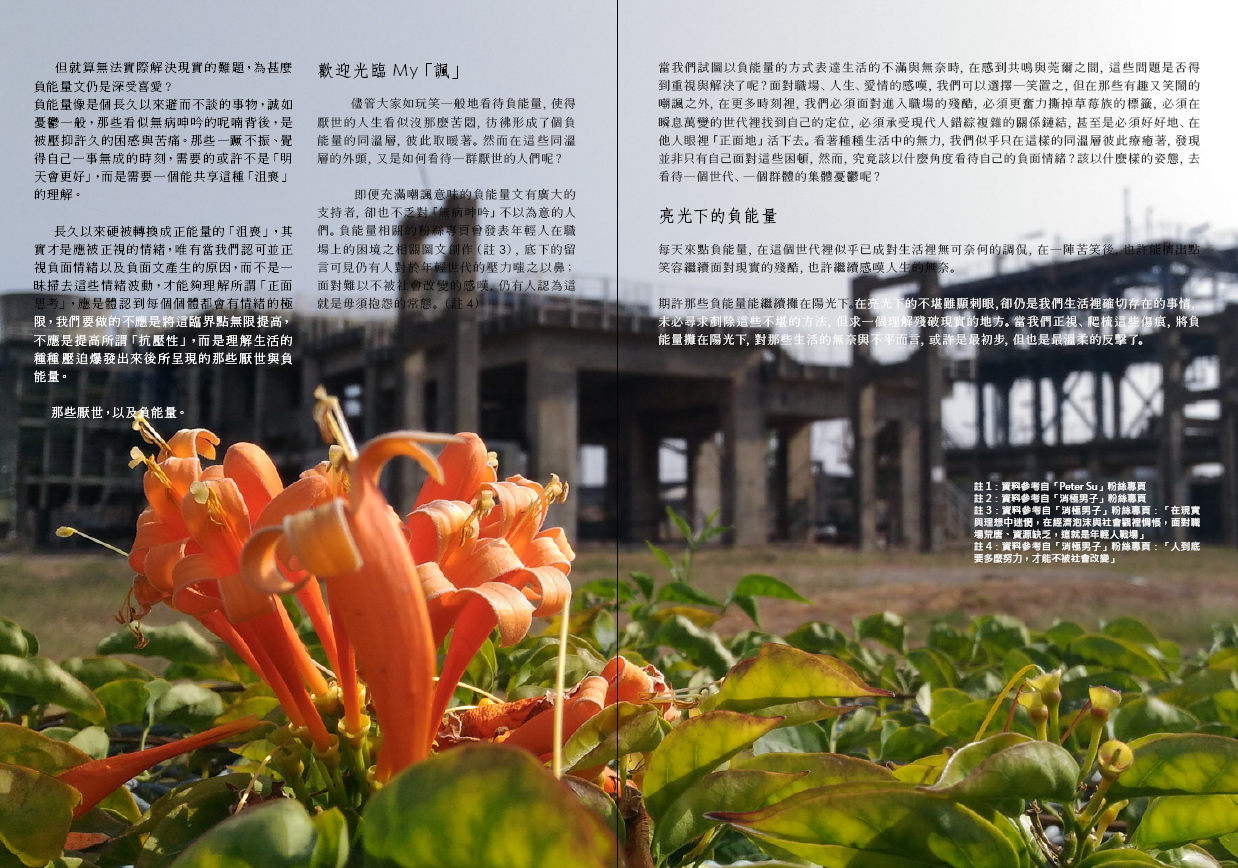 但就算無法實際解決現實的難題，為甚麼
負能量文仍是深受喜愛？
負能量像是個長久以來避而不談的事物，誠如
憂鬱一般，那些看似無病呻吟的呢喃背後，是
被壓抑許久的困惑與苦痛。那些一蹶不振、覺
得自己一事無成的時刻，需要的或許不是「明
天會更好」，而是需要一個能共享這種「沮喪」
的理解。
長久以來硬被轉換成正能量的「沮喪」，其
實才是應被正視的情緒，唯有當我們認可並正
視負面情緒以及負面文產生的原因，而不是一
昧掃去這些情緒波動，才能夠理解所謂「正面
思考」，應是體認到每個個體都會有情緒的極
限，我們要做的不應是將這臨界點無限提高，
不應是提高所謂「抗壓性」，而是理解生活的
種種壓迫爆發出來後所呈現的那些厭世與負
能量。
那些厭世，以及負能量。
歡迎光臨 My「諷」
儘管大家如玩笑一般地看待負能量，使得
厭世的人生看似沒那麼苦悶，彷彿形成了個負
能量的同溫層，彼此取暖著。然而在這些同溫
層的外頭，又是如何看待一群厭世的人們呢？
即便充滿嘲諷意味的負能量文有廣大的
支持者，卻也不乏對「無病呻吟」不以為意的人
們。負能量相關的粉絲專頁會發表年輕人在職
場上的困境之相關圖文創作（註 3），底下的留
言可見仍有人對於年輕世代的壓力嗤之以鼻；
面對難以不被社會改變的感嘆，仍有人認為這
就是毋須抱怨的常態。（註 4）
當我們試圖以負能量的方式表達生活的不滿與無奈時，在感到共鳴與莞爾之間，這些問題是否得
到重視與解決了呢？面對職場、人生、愛情的感嘆，我們可以選擇一笑置之，但在那些有趣又笑鬧的
嘲諷之外，在更多時刻裡，我們必須面對進入職場的殘酷，必須更奮力撕掉草莓族的標籤，必須在
瞬息萬變的世代裡找到自己的定位，必須承受現代人錯綜複雜的關係鏈結，甚至是必須好好地、在
他人眼裡「正面地」活下去。看著種種生活中的無力，我們似乎只在這樣的同溫層彼此療癒著，發現
並非只有自己面對這些困頓，然而，究竟該以什麼角度看待自己的負面情緒？該以什麼樣的姿態，去
看待一個世代、一個群體的集體憂鬱呢？
亮光下的負能量
每天來點負能量，在這個世代裡似乎已成對生活裡無可奈何的調侃，在一陣苦笑後，也許能擠出點
笑容繼續面對現實的殘酷，也許繼續感嘆人生的無奈。
期許那些負能量能繼續攤在陽光下。在亮光下的不堪雖顯刺眼，卻仍是我們生活裡確切存在的事情，
未必尋求剷除這些不堪的方法，但求一個理解殘破現實的地方。當我們正視、爬梳這些傷痕，將負
能量攤在陽光下，對那些生活的無奈與不平而言，或許是最初步，但也是最溫柔的反擊了。
註 1：資料參考自「Peter Su」粉絲專頁
註 2：資料參考自「消極男子」粉絲專頁
註 3：資料參考自「消極男子」粉絲專頁：「在現實
與理想中迷惘，在經濟泡沫與社會觀裡惆悵，面對職
場荒唐、資源缺乏，這就是年輕人戰場」
註 4：資料參考自「消極男子」粉絲專頁：「人到底
要多麼努力，才能不被社會改變」